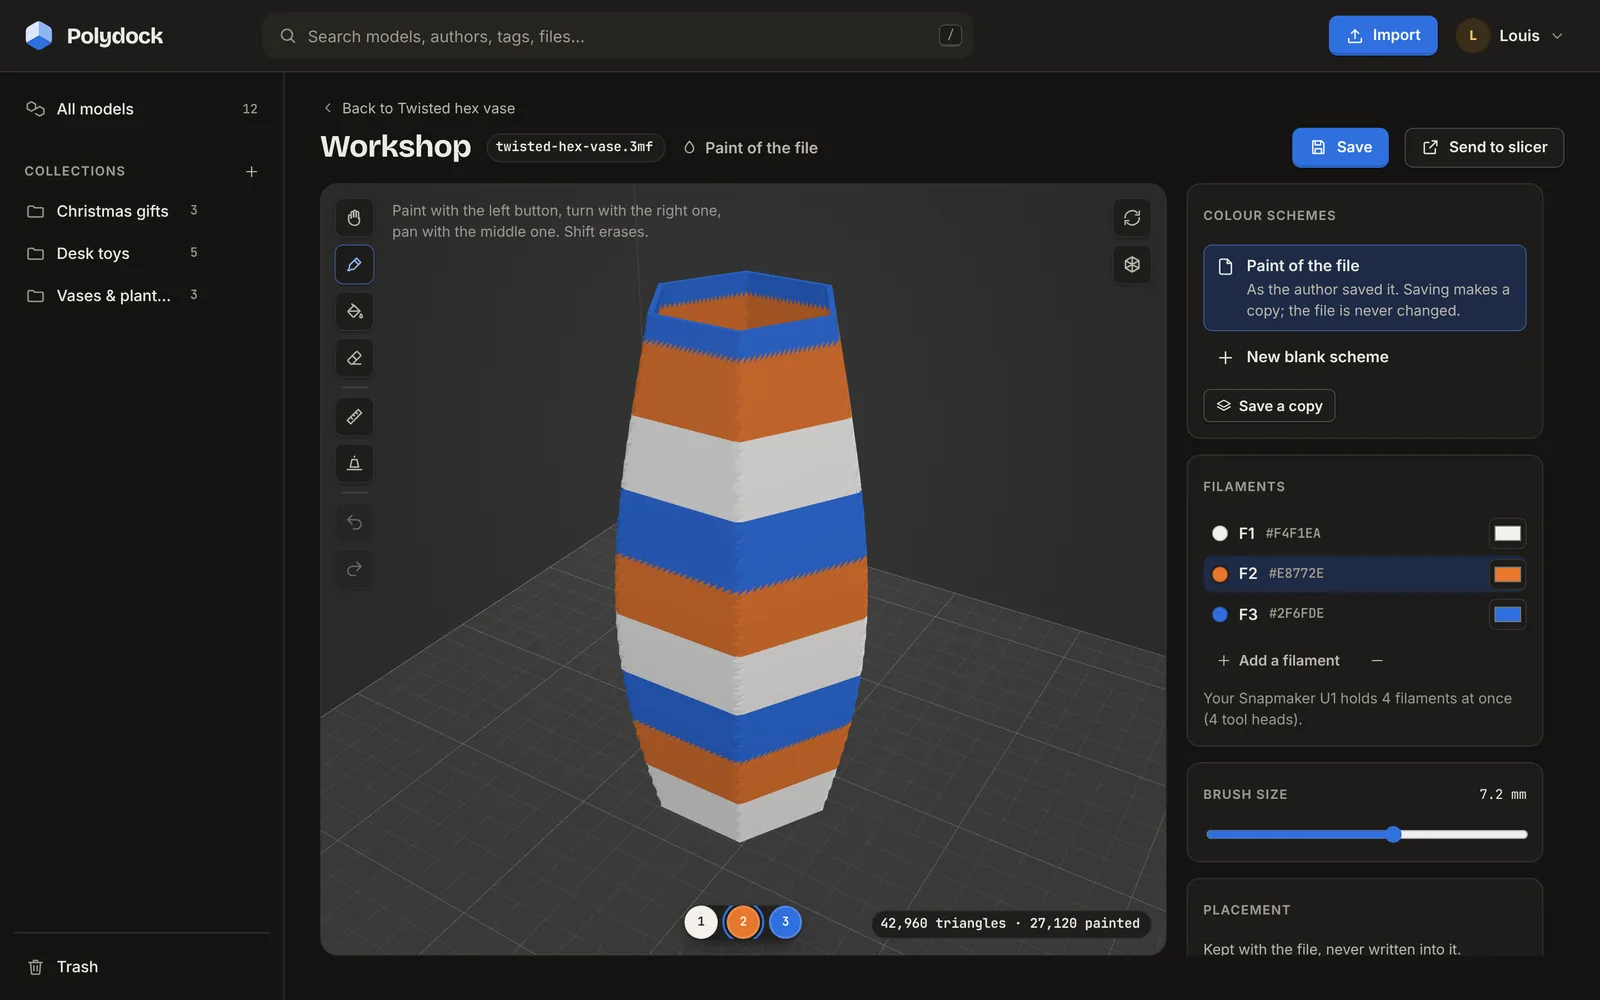 Polydock
Search models, authors, tags, files...
/
Import
L
Louis
All models
12
COLLECTIONS
Christmas gifts
3
Desk toys
5
Vases & plant...
3
Trash
Back to Twisted hex vase
Workshop
twisted-hex-vase.3mf
Paint of the file
Save
Send to slicer
Paint with the left button, turn with the right one,
pan with the middle one. Shift erases.
1
2
3
42,960 triangles · 27,120 painted
COLOUR SCHEMES
Paint of the file
As the author saved it. Saving makes a
copy; the file is never changed.
New blank scheme
Save a copy
FILAMENTS
F1 #F4F1EA
F2 #E8772E
F3 #2F6FDE
Add a filament
Your Snapmaker U1 holds 4 filaments at once
(4 tool heads).
BRUSH SIZE
7.2 mm
PLACEMENT
Kept with the file, never written into it.